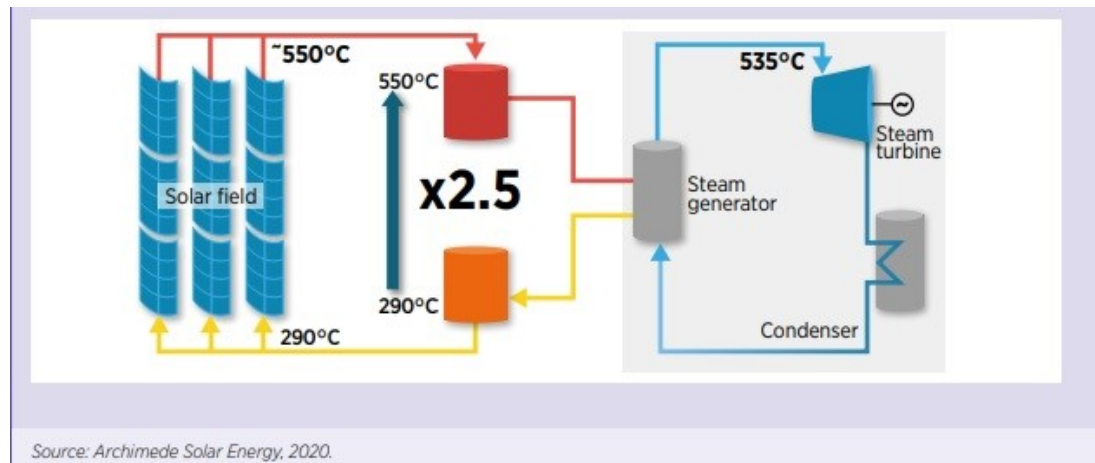 ~550°C
550°C
535°C
Steam
turbine
Solar field
x2.5
Steam
generator
290°C
290°C
Condenser
Source: Archimede Solar Energy, 2020.